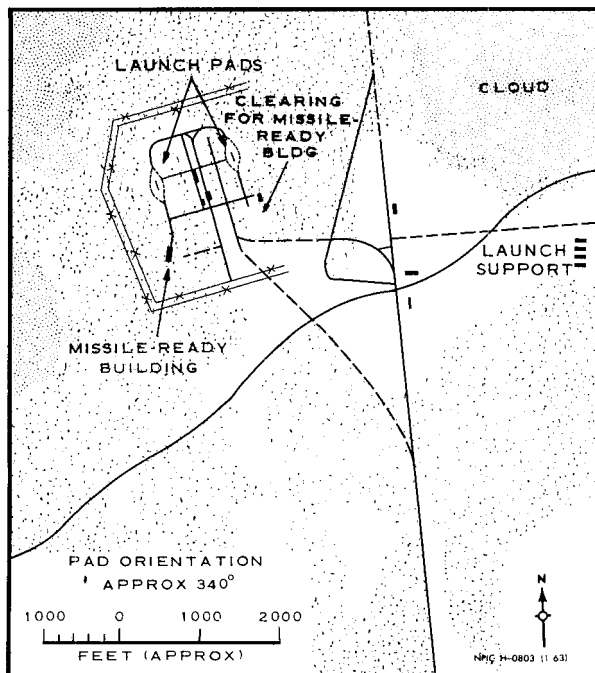 LAUNCH PADS
CLOUD
CLEARING
FOR MISSILE-
READY
BLDG
LAUNCH
SUPPORT
MISSILE-READY
BUILDING
PAD ORIENTATION
APPROX 340°
1000 0 1000 2000
FEET (APPROX)
N
NPIC H-0803 (1 63)